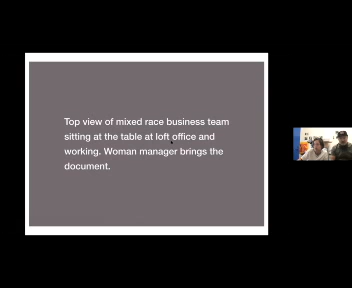 Top view of mixed race business team
sitting at the table at loft office and
working. Woman manager brings the
document.